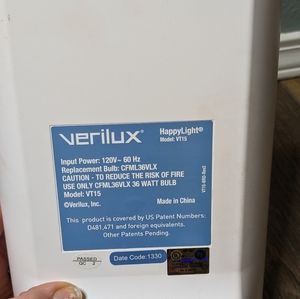 verilux®
HappyLight®
Model: VT15
Input Power: 120V~ 60 Hz
Replacement Bulb: CFML36VLX
CAUTION - TO REDUCE THE RISK OF FIRE
USE ONLY CFML36VLX 36 WATT BULB
Model: VT15
©Verilux, Inc.
Made in China
This product is covered by US Patent Numbers:
D481,471 and foreign equivalents.
Other Patents Pending.
PASSED
QC 2
Date Code:1330